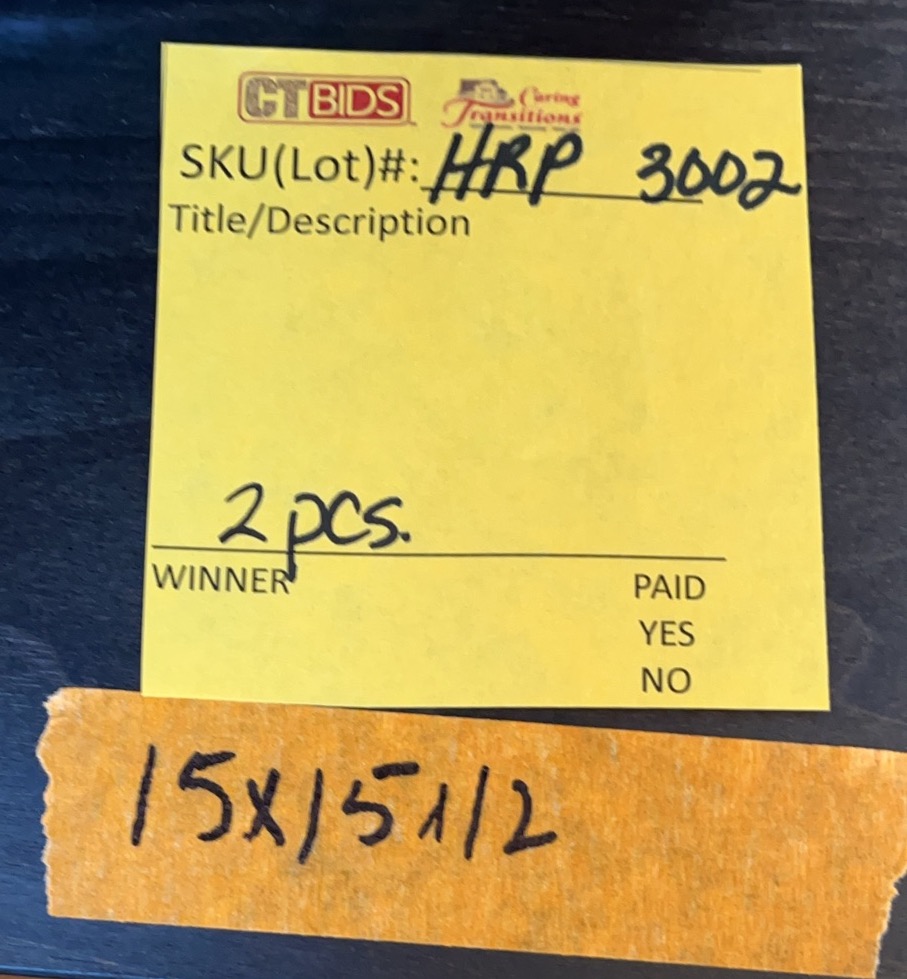 CTBIDS Caring Transitions
SKU(Lot)#: HRP 3002
Title/Description
2 pcs.
WINNER PAID
YES
NO
15x15 1/2